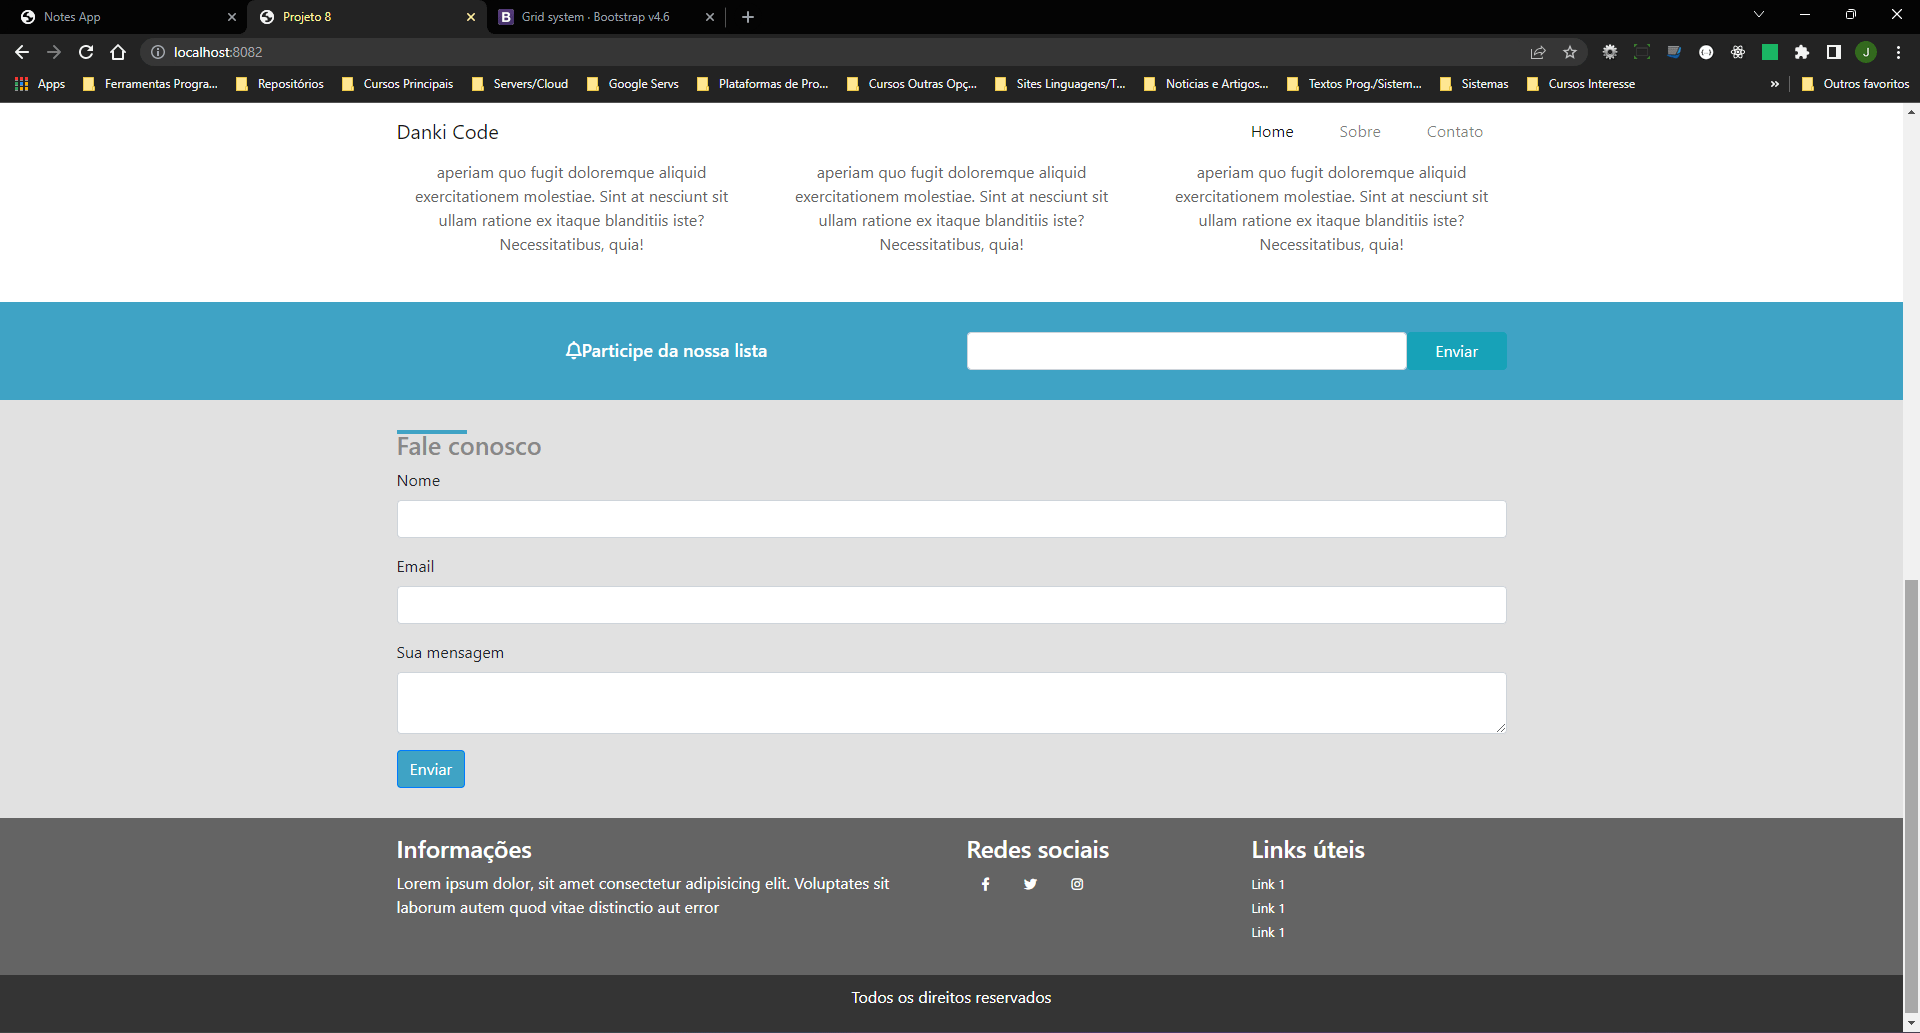 Notes App
Projeto 8
Grid system · Bootstrap v4.6
localhost:8082
J
Apps
Ferramentas Progra...
Repositórios
Cursos Principais
Servers/Cloud
Google Servs
Plataformas de Pro...
Cursos Outras Opç...
Sites Linguagens/T...
Noticias e Artigos...
Textos Prog./Sistem...
Sistemas
Cursos Interesse
»
Outros favoritos
Danki Code
Home
Sobre
Contato
aperiam quo fugit doloremque aliquid
exercitationem molestiae. Sint at nesciunt sit
ullam ratione ex itaque blanditiis iste?
Necessitatibus, quia!
aperiam quo fugit doloremque aliquid
exercitationem molestiae. Sint at nesciunt sit
ullam ratione ex itaque blanditiis iste?
Necessitatibus, quia!
aperiam quo fugit doloremque aliquid
exercitationem molestiae. Sint at nesciunt sit
ullam ratione ex itaque blanditiis iste?
Necessitatibus, quia!
Participe da nossa lista
Enviar
Fale conosco
Nome
Email
Sua mensagem
Enviar
Informações
Lorem ipsum dolor, sit amet consectetur adipisicing elit. Voluptates sit
laborum autem quod vitae distinctio aut error
Redes sociais
Links úteis
Link 1
Link 1
Link 1
Todos os direitos reservados